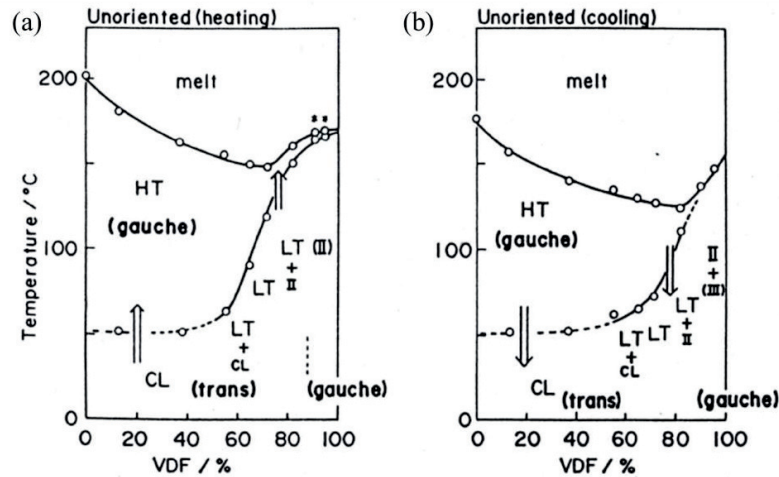 (a) Unoriented (heating)
200
100
0
Temperature / °C
melt
* *
HT
(gauche)
LT (II)
+
LT II
LT
+
CL
CL
(trans)
(gauche)
0 20 40 60 80 100
VDF / %
(b) Unoriented (cooling)
200
100
0
melt
HT
(gauche)
II
+
(III)
LT
+
II
LT
LT
+
CL
CL
(trans)
(gauche)
0 20 40 60 80 100
VDF / %